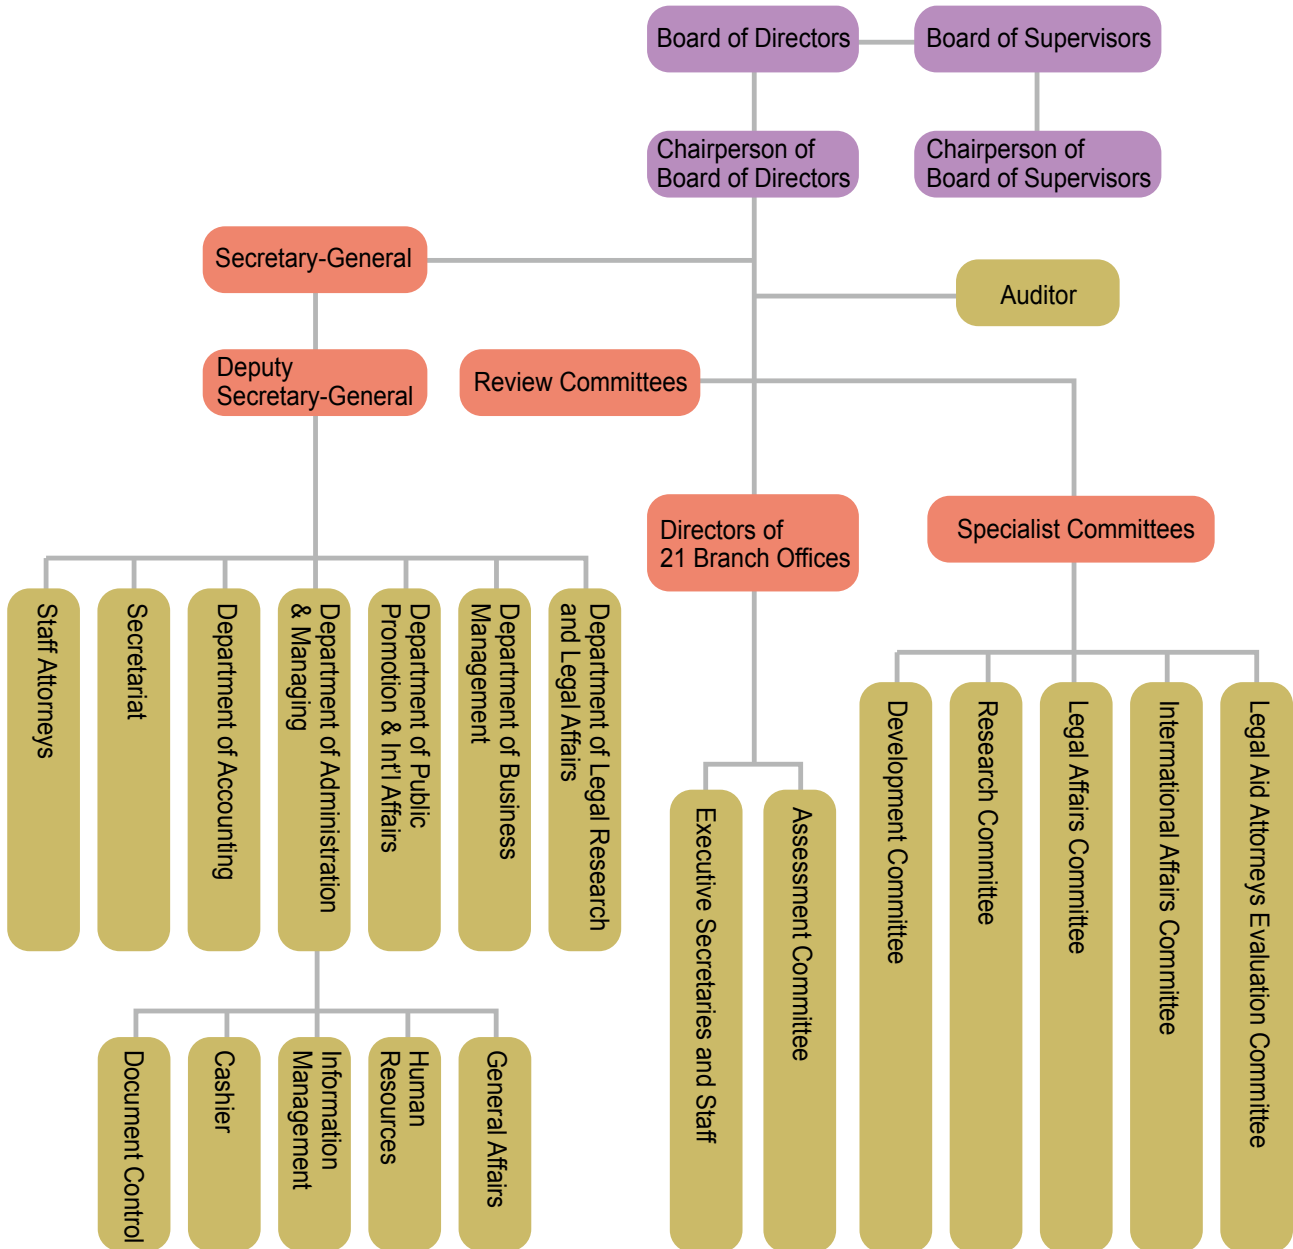 Board of Directors
Board of Supervisors
Chairperson of
Board of Directors
Chairperson of
Board of Supervisors
Secretary-General
Auditor
Deputy
Secretary-General
Review Committees
Directors of
21 Branch Offices
Specialist Committees
Staff Attorneys
Secretariat
Department of Accounting
Department of Administration
& Managing
Department of Public
Promotion & Int'l Affairs
Department of Business
Management
Department of Legal Research
and Legal Affairs
Executive Secretaries and Staff
Assessment Committee
Development Committee
Research Committee
Legal Affairs Committee
International Affairs Committee
Legal Aid Attorneys Evaluation Committee
Document Control
Cashier
Information
Management
Human
Resources
General Affairs